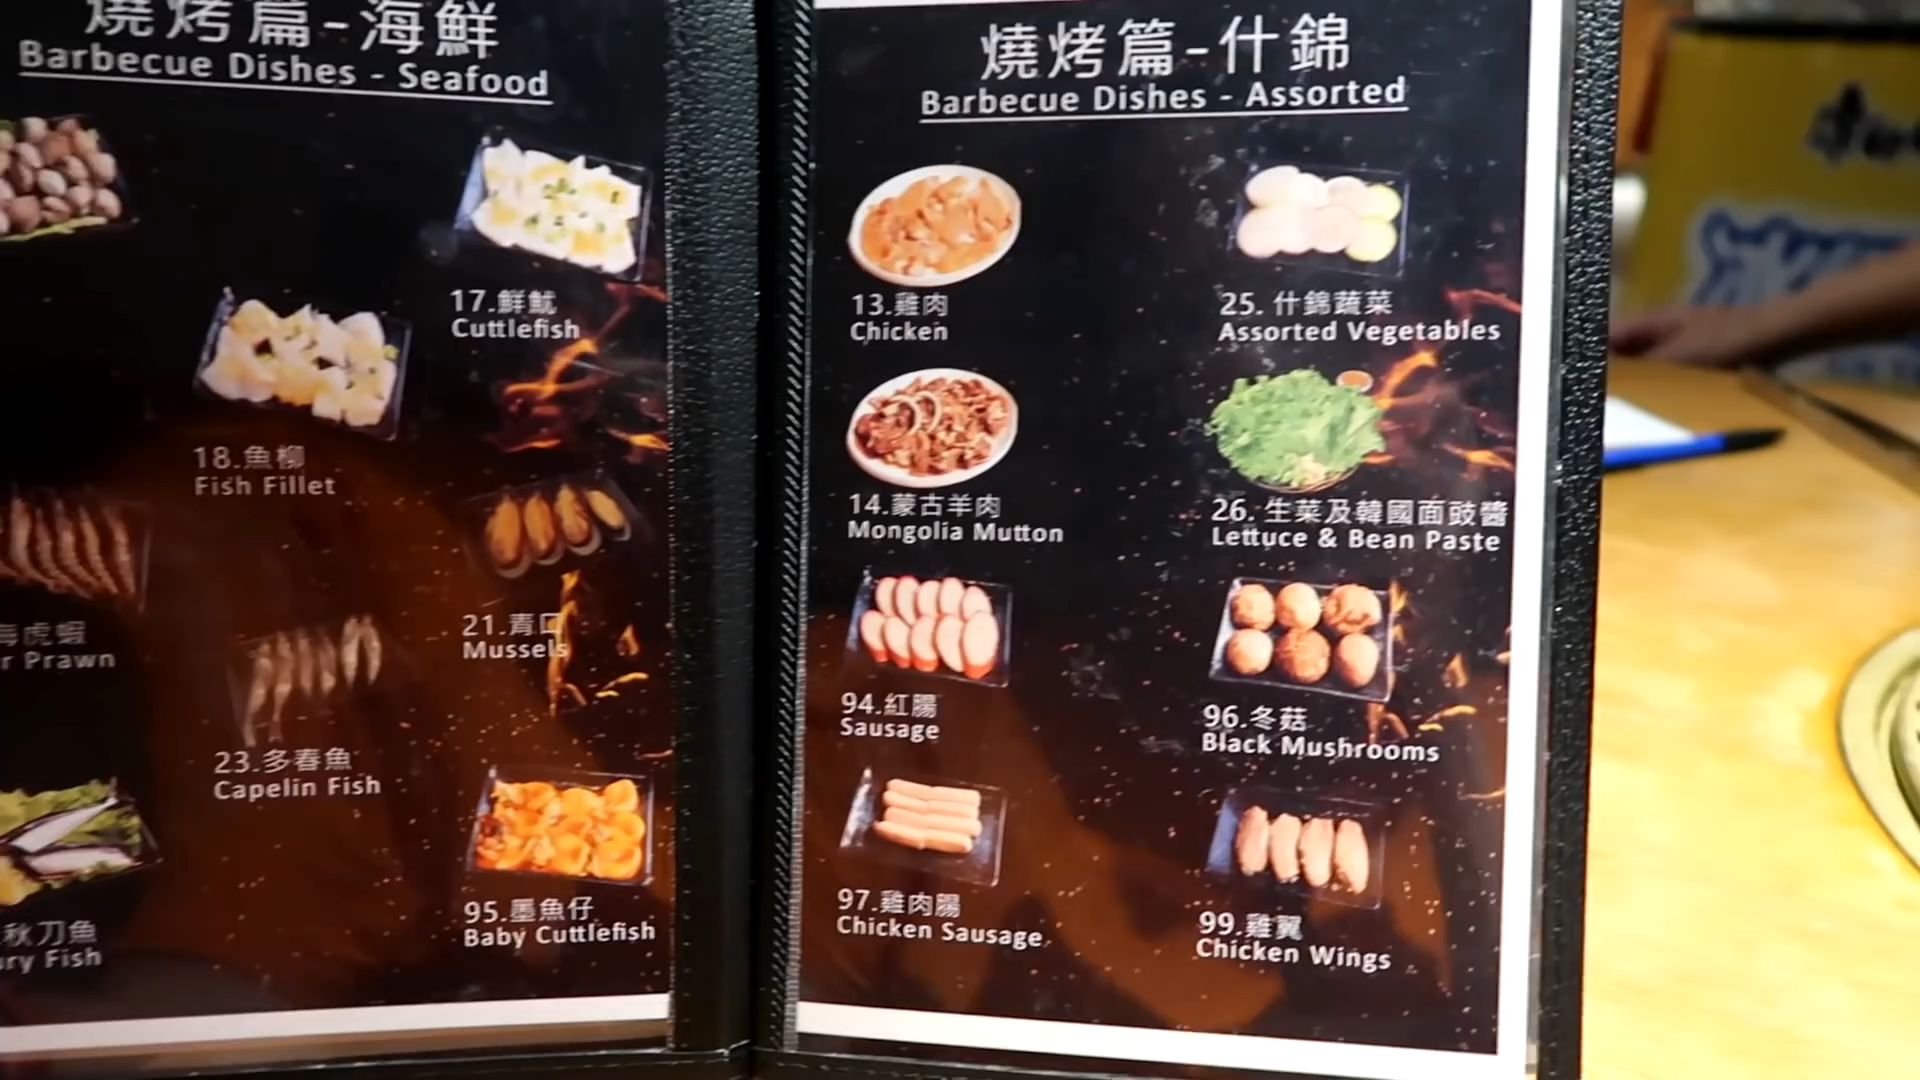 燒烤篇-海鮮
Barbecue Dishes - Seafood
17.鮮魷
Cuttlefish
18.魚柳
Fish Fillet
海虎蝦
r Prawn
21.青口
Mussels
23.多春魚
Capelin Fish
秋刀魚
ury Fish
95.墨魚仔
Baby Cuttlefish
燒烤篇-什錦
Barbecue Dishes - Assorted
13.雞肉
Chicken
25. 什錦蔬菜
Assorted Vegetables
14.蒙古羊肉
Mongolia Mutton
26. 生菜及韓國面豉醬
Lettuce & Bean Paste
94.紅腸
Sausage
96.冬菇
Black Mushrooms
97.雞肉腸
Chicken Sausage
99.雞翼
Chicken Wings